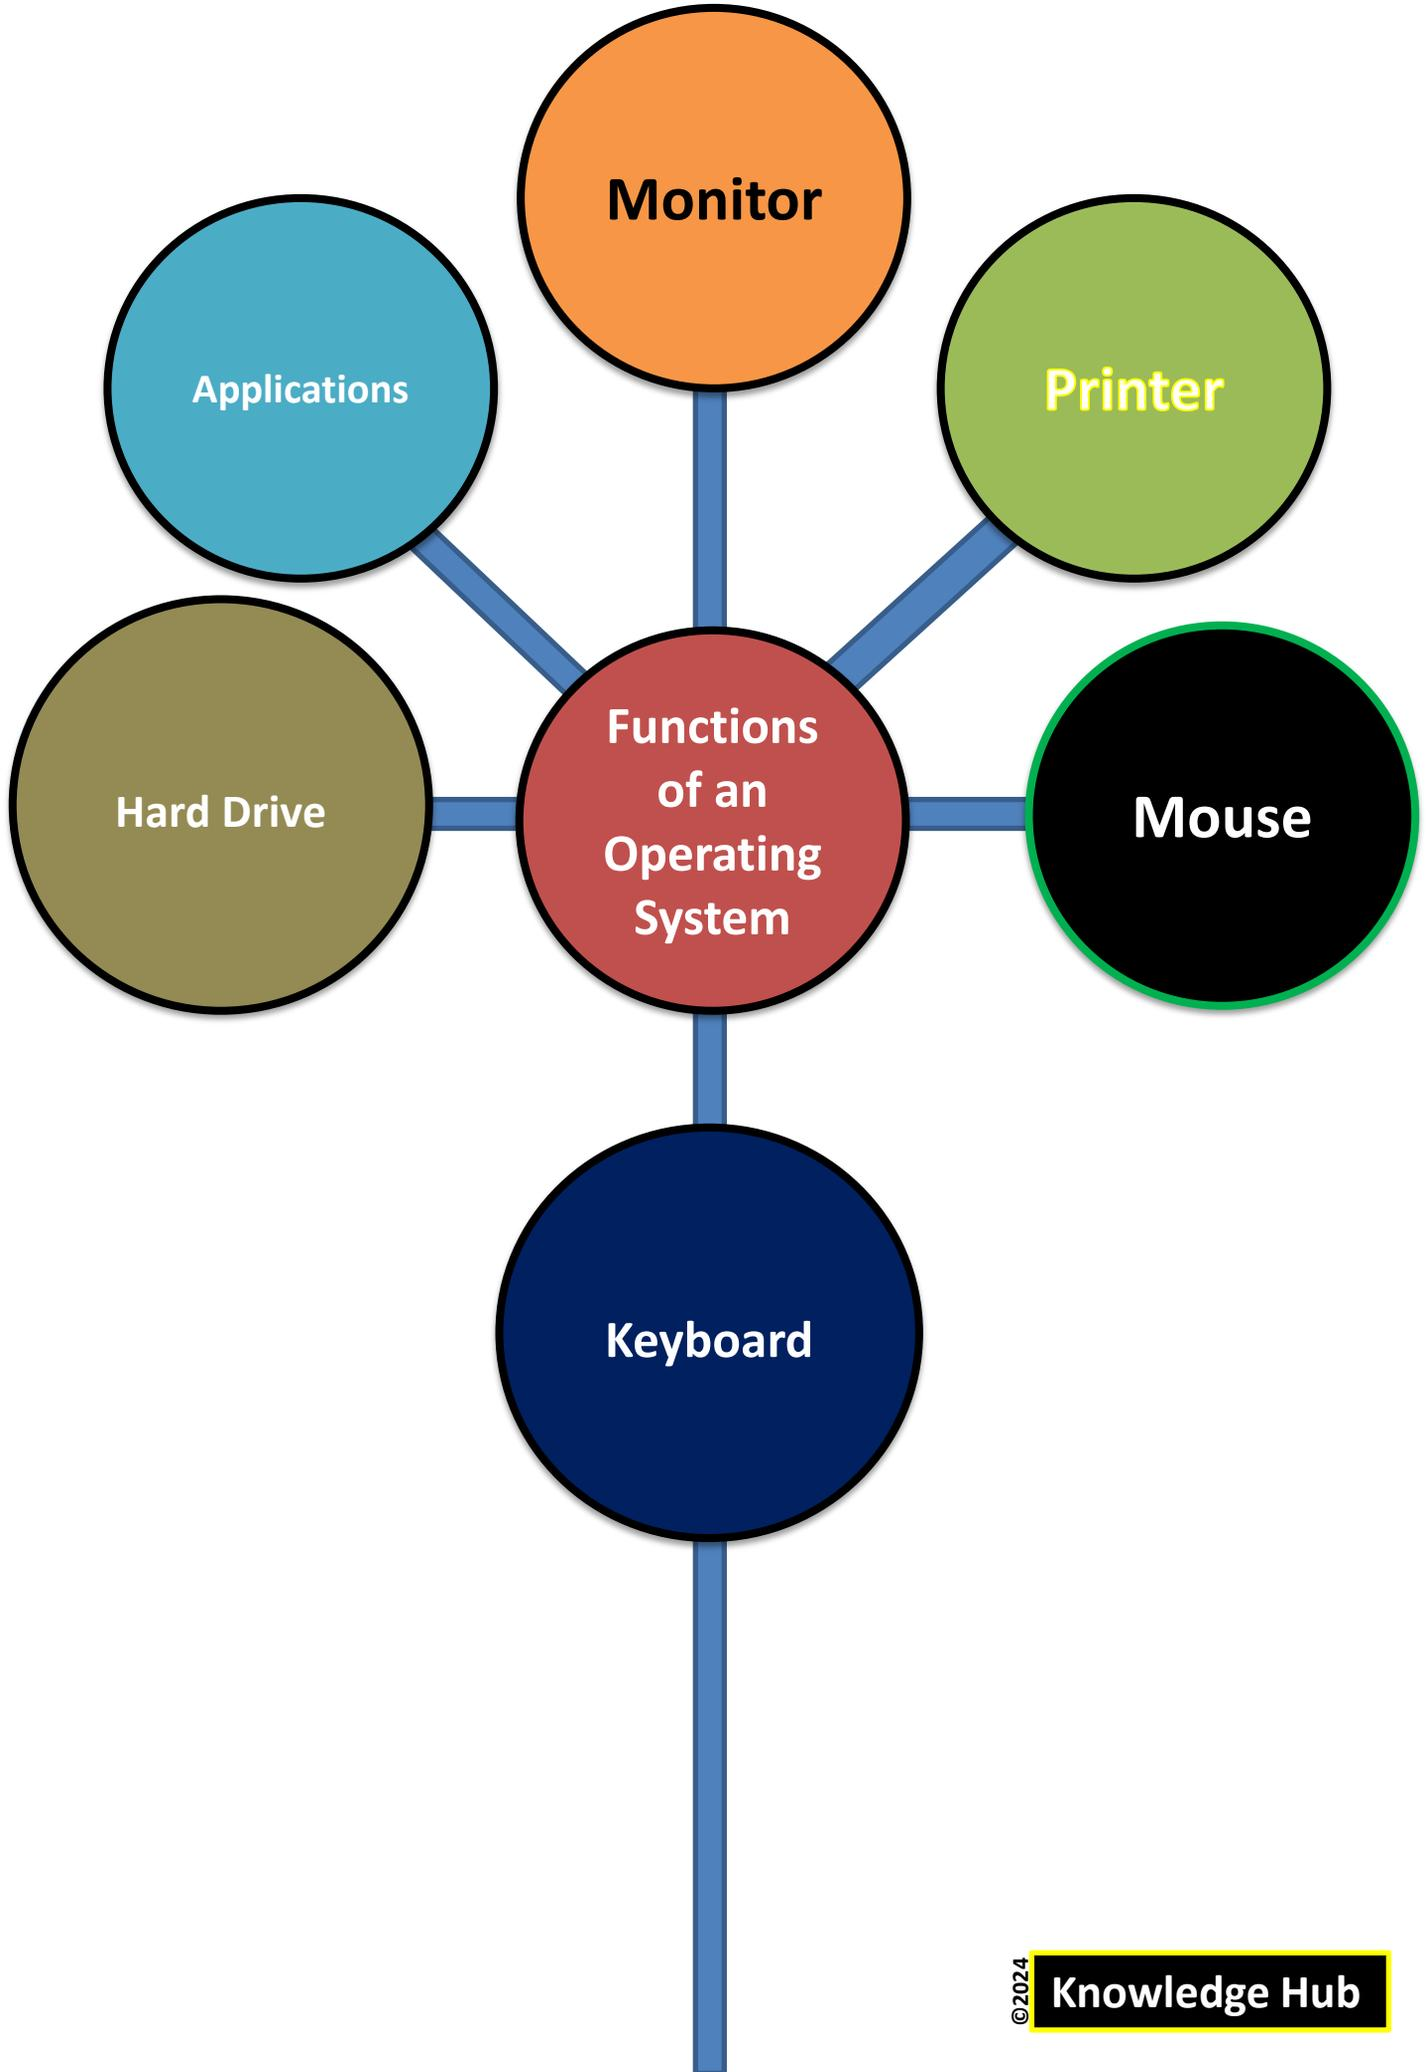 Monitor
Applications
Printer
Functions
of an
Operating
System
Hard Drive
Mouse
Keyboard
©2024
Knowledge Hub